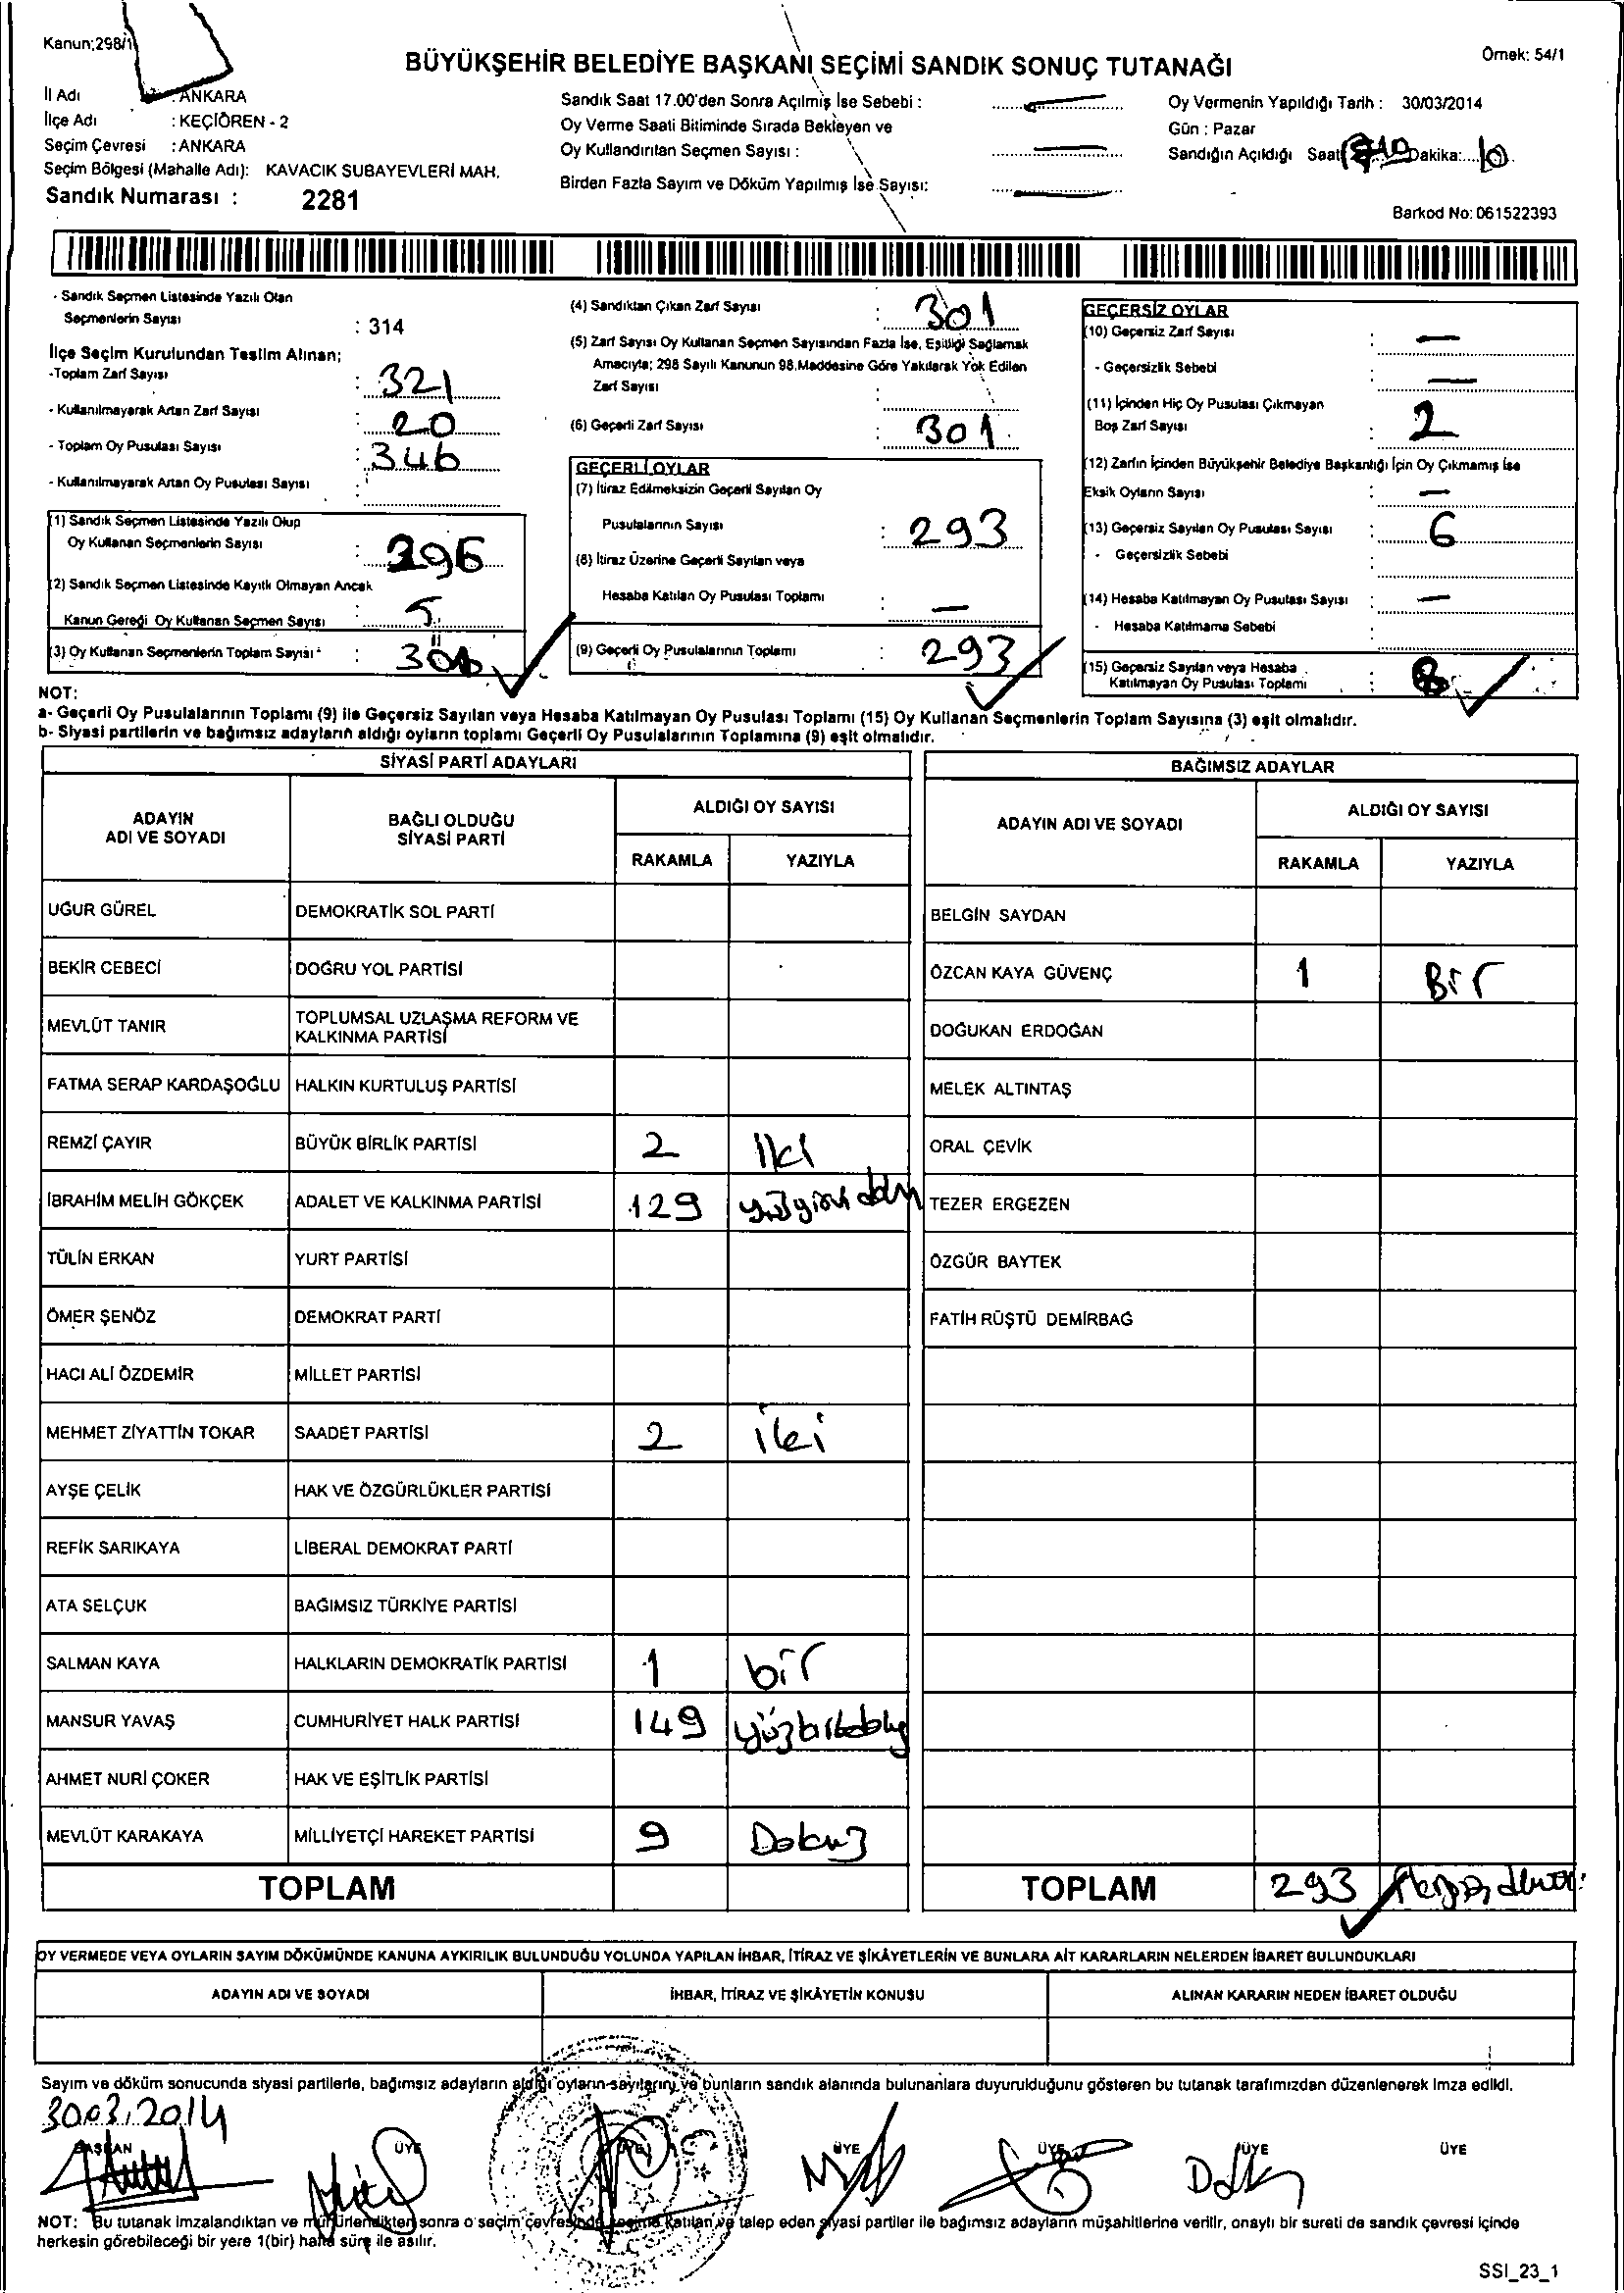 Kanun;298/1
BÜYÜKŞEHİR BELEDİYE BAŞKANI SEÇİMİ SANDIK SONUÇ TUTANAĞI
Örnek: 54/1
İl Adı : ANKARA
İlçe Adı : KEÇİÖREN - 2
Seçim Çevresi : ANKARA
Seçim Bölgesi (Mahalle Adı): KAVACIK SUBAYEVLERİ MAH.
Sandık Numarası : 2281
Sandık Saat 17.00'den Sonra Açılmış İse Sebebi :
Oy Verme Saati Bitiminde Sırada Bekleyen ve
Oy Kullandırılan Seçmen Sayısı :
Birden Fazla Sayım ve Döküm Yapılmış İse Sayısı:
Oy Vermenin Yapıldığı Tarih : 30/03/2014
Gün : Pazar
Sandığın Açıldığı Saat Dakika: 10
Barkod No: 061522393
- Sandık Seçmen Listesinde Yazılı Olan
Seçmenlerin Sayısı : 314
İlçe Seçim Kurulundan Teslim Alınan;
-Toplam Zarf Sayısı : 321
- Kullanılmayarak Artan Zarf Sayısı : 20
- Toplam Oy Pusulası Sayısı : 346
- Kullanılmayarak Artan Oy Pusulası Sayısı :
(1) Sandık Seçmen Listesinde Yazılı Olup
Oy Kullanan Seçmenlerin Sayısı : 296
(2) Sandık Seçmen Listesinde Kayıtlı Olmayan Ancak
Kanun Gereği Oy Kullanan Seçmen Sayısı : 5
(3) Oy Kullanan Seçmenlerin Toplam Sayısı :
(4) Sandıktan Çıkan Zarf Sayısı : 301
(5) Zarf Sayısı Oy Kullanan Seçmen Sayısından Fazla İse, Eşitliği Sağlamak
Amacıyla; 298 Sayılı Kanunun 98.Maddesine Göre Yakılarak Yok Edilen
Zarf Sayısı :
(6) Geçerli Zarf Sayısı : 301
GEÇERLİ OYLAR
(7) İtiraz Edilmeksizin Geçerli Sayılan Oy
Pusulalarının Sayısı : 293
(8) İtiraz Üzerine Geçerli Sayılan veya
Hesaba Katılan Oy Pusulası Toplamı : —
(9) Geçerli Oy Pusulalarının Toplamı : 293
GEÇERSİZ OYLAR
(10) Geçersiz Zarf Sayısı : —
- Geçersizlik Sebebi : —
(11) İçinden Hiç Oy Pusulası Çıkmayan
Boş Zarf Sayısı : 2
(12) Zarfın İçinden Büyükşehir Belediye Başkanlığı İçin Oy Çıkmamış İse
Eksik Oyların Sayısı : —
(13) Geçersiz Sayılan Oy Pusulası Sayısı : 6
- Geçersizlik Sebebi
(14) Hesaba Katılmayan Oy Pusulası Sayısı : —
- Hesaba Katılmama Sebebi
(15) Geçersiz Sayılan veya Hesaba
Katılmayan Oy Pusulası Toplamı : 8
NOT:
a- Geçerli Oy Pusulalarının Toplamı (9) ile Geçersiz Sayılan veya Hesaba Katılmayan Oy Pusulası Toplamı (15) Oy Kullanan Seçmenlerin Toplam Sayısına (3) eşit olmalıdır.
b- Siyasi partilerin ve bağımsız adayların aldığı oyların toplamı Geçerli Oy Pusulalarının Toplamına (9) eşit olmalıdır.
SİYASİ PARTİ ADAYLARI
ADAYIN ADI VE SOYADI BAĞLI OLDUĞU SİYASİ PARTİ ALDIĞI OY SAYISI
RAKAMLA YAZIYLA
UĞUR GÜREL DEMOKRATİK SOL PARTİ
BEKİR CEBECİ DOĞRU YOL PARTİSİ
MEVLÜT TANIR TOPLUMSAL UZLAŞMA REFORM VE KALKINMA PARTİSİ
FATMA SERAP KARDAŞOĞLU HALKIN KURTULUŞ PARTİSİ
REMZİ ÇAYIR BÜYÜK BİRLİK PARTİSİ 2 İki
İBRAHİM MELİH GÖKÇEK ADALET VE KALKINMA PARTİSİ 129
TÜLİN ERKAN YURT PARTİSİ
ÖMER ŞENÖZ DEMOKRAT PARTİ
HACI ALİ ÖZDEMİR MİLLET PARTİSİ
MEHMET ZİYATTİN TOKAR SAADET PARTİSİ 2 iki
AYŞE ÇELİK HAK VE ÖZGÜRLÜKLER PARTİSİ
REFİK SARIKAYA LİBERAL DEMOKRAT PARTİ
ATA SELÇUK BAĞIMSIZ TÜRKİYE PARTİSİ
SALMAN KAYA HALKLARIN DEMOKRATİK PARTİSİ 1 bir
MANSUR YAVAŞ CUMHURİYET HALK PARTİSİ 149
AHMET NURİ ÇOKER HAK VE EŞİTLİK PARTİSİ
MEVLÜT KARAKAYA MİLLİYETÇİ HAREKET PARTİSİ 9 Dokuz
TOPLAM
BAĞIMSIZ ADAYLAR
ADAYIN ADI VE SOYADI ALDIĞI OY SAYISI
RAKAMLA YAZIYLA
BELGİN SAYDAN
ÖZCAN KAYA GÜVENÇ 1 Bir
DOĞUKAN ERDOĞAN
MELEK ALTINTAŞ
ORAL ÇEVİK
TEZER ERGEZEN
ÖZGÜR BAYTEK
FATİH RÜŞTÜ DEMİRBAĞ
TOPLAM 293
OY VERMEDE VEYA OYLARIN SAYIM DÖKÜMÜNDE KANUNA AYKIRILIK BULUNDUĞU YOLUNDA YAPILAN İHBAR, İTİRAZ VE ŞİKÂYETLERİN VE BUNLARA AİT KARARLARIN NELERDEN İBARET BULUNDUKLARI
ADAYIN ADI VE SOYADI İHBAR, İTİRAZ VE ŞİKÂYETİN KONUSU ALINAN KARARIN NEDEN İBARET OLDUĞU
Sayım ve döküm sonucunda siyasi partilerle, bağımsız adayların aldığı oyların sayılarını ve bunların sandık alanında bulunanlara duyurulduğunu gösteren bu tutanak tarafımızdan düzenlenerek imza edildi.
30.03.2014
BAŞKAN ÜYE ÜYE ÜYE ÜYE ÜYE ÜYE
NOT: Bu tutanak imzalandıktan ve mühürlendikten sonra o seçim çevresinde seçime katılan ve talep eden siyasi partiler ile bağımsız adayların müşahitlerine verilir, onaylı bir sureti de sandık çevresi içinde
herkesin görebileceği bir yere 1(bir) hafta süre ile asılır.
SSI_23_1